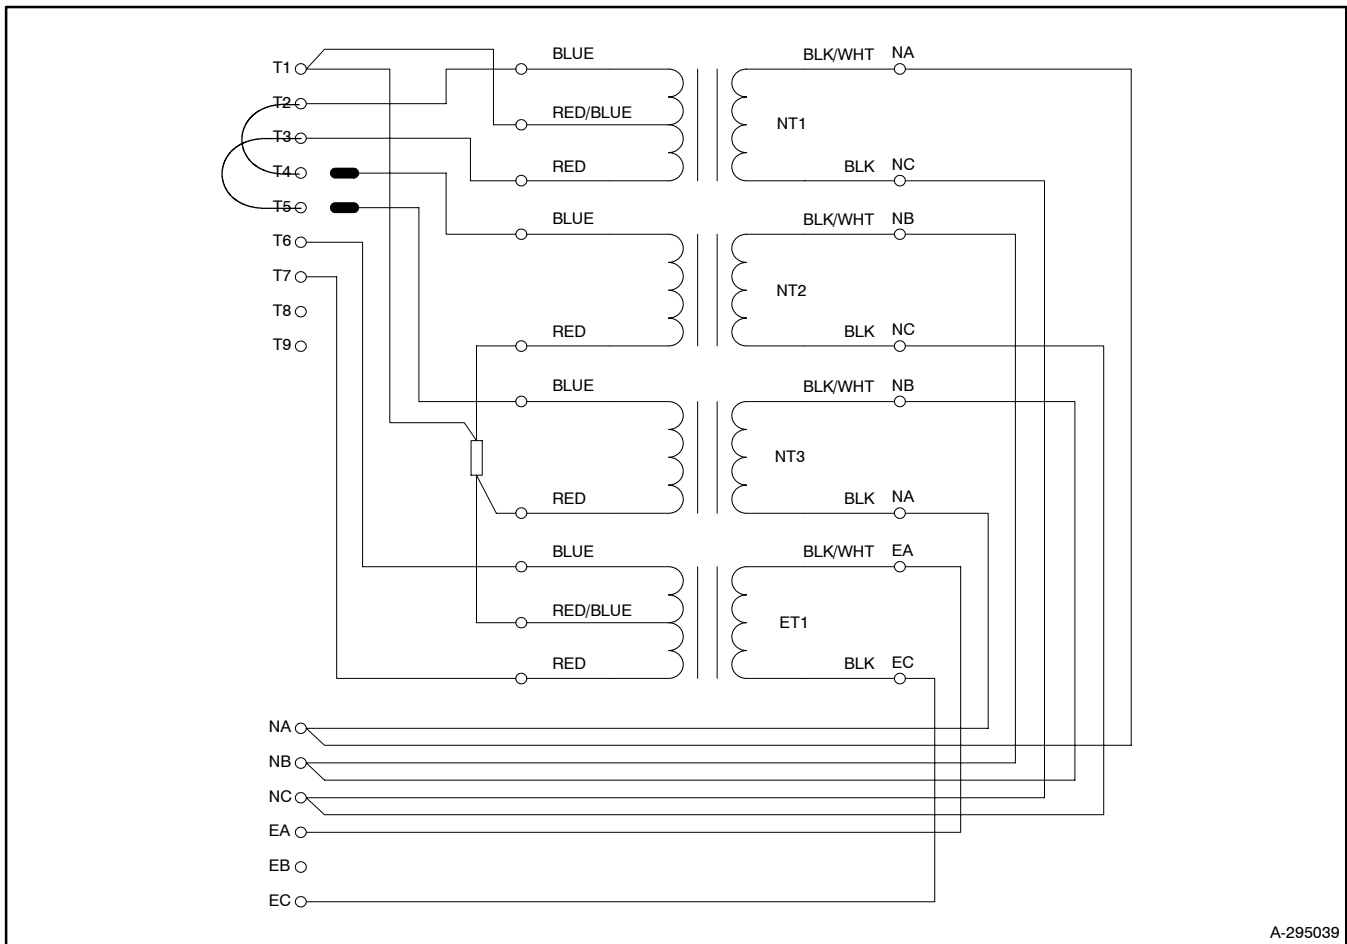 T1
BLUE
BLK/WHT NA
T2
RED/BLUE
NT1
T3
T4
RED
BLK NC
T5
BLUE
BLK/WHT NB
T6
T7
NT2
T8
T9
RED
BLK NC
BLUE
BLK/WHT NB
NT3
RED
BLK NA
BLUE
BLK/WHT EA
RED/BLUE
ET1
RED
BLK EC
NA
NB
NC
EA
EB
EC
A-295039